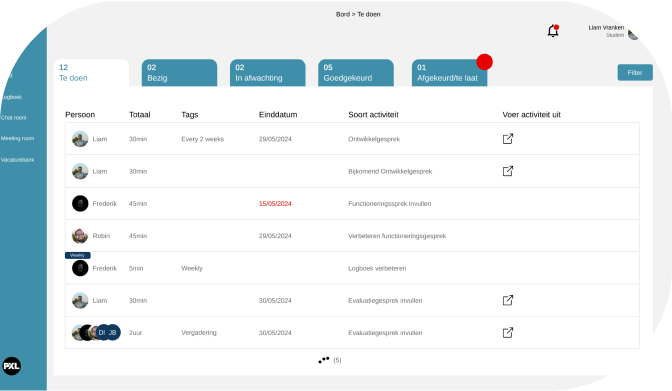 Bord > Te doen
Liam Vranken
Student
12
Te doen
02
Bezig
02
In afwachting
05
Goedgekeurd
01
Afgekeurd/te laat
Filter
Logboek
Chat room
Meeting room
Vacaturebank
PXL
Persoon Totaal Tags Einddatum Soort activiteit Voer activiteit uit
Liam 30min Every 2 weeks 29/05/2024 Ontwikkelgesprek
Liam 30min Bijkomend Ontwikkelgesprek
Frederik 45min 15/05/2024 Functioneringssprek invullen
Robin 45min 29/05/2024 Verbeteren functioneringsgesprek
Weekly
Frederik 5min Weekly Logboek verbeteren
Liam 30min 30/05/2024 Evaluatiegesprek invullen
DI JB 2uur Vergadering 30/05/2024 Evaluatiegesprek invullen
(5)